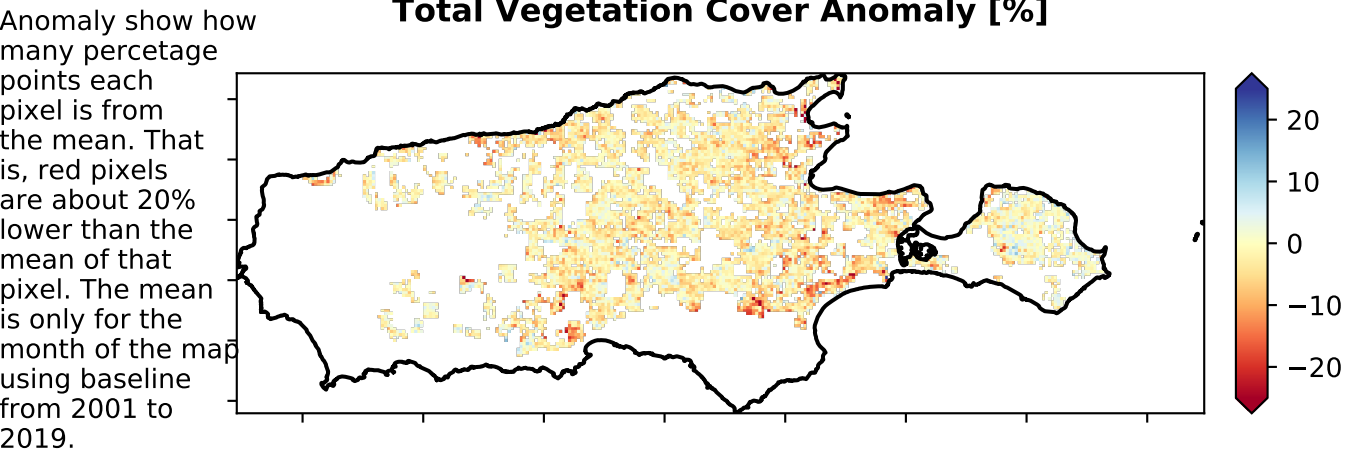 Total Vegetation Cover Anomaly [%]
Anomaly show how
many percetage
points each
pixel is from
the mean. That
is, red pixels
are about 20%
lower than the
mean of that
pixel. The mean
is only for the
month of the map
using baseline
from 2001 to
2019.
20
10
0
−10
−20